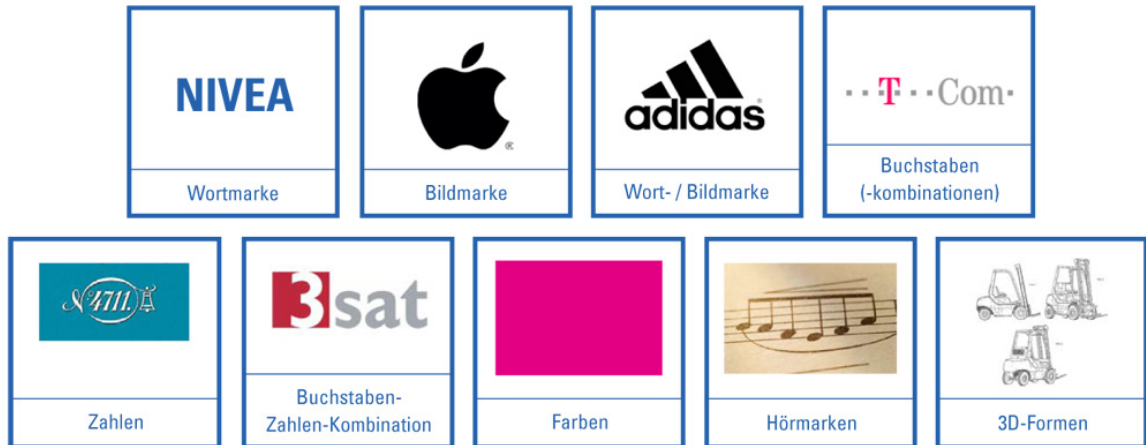 NIVEA
Wortmarke
®
Bildmarke
adidas®
Wort- / Bildmarke
T Com
Buchstaben
(-kombinationen)
Nº 4711.
Zahlen
3sat
Buchstaben-
Zahlen-Kombination
Farben
Hörmarken
3D-Formen